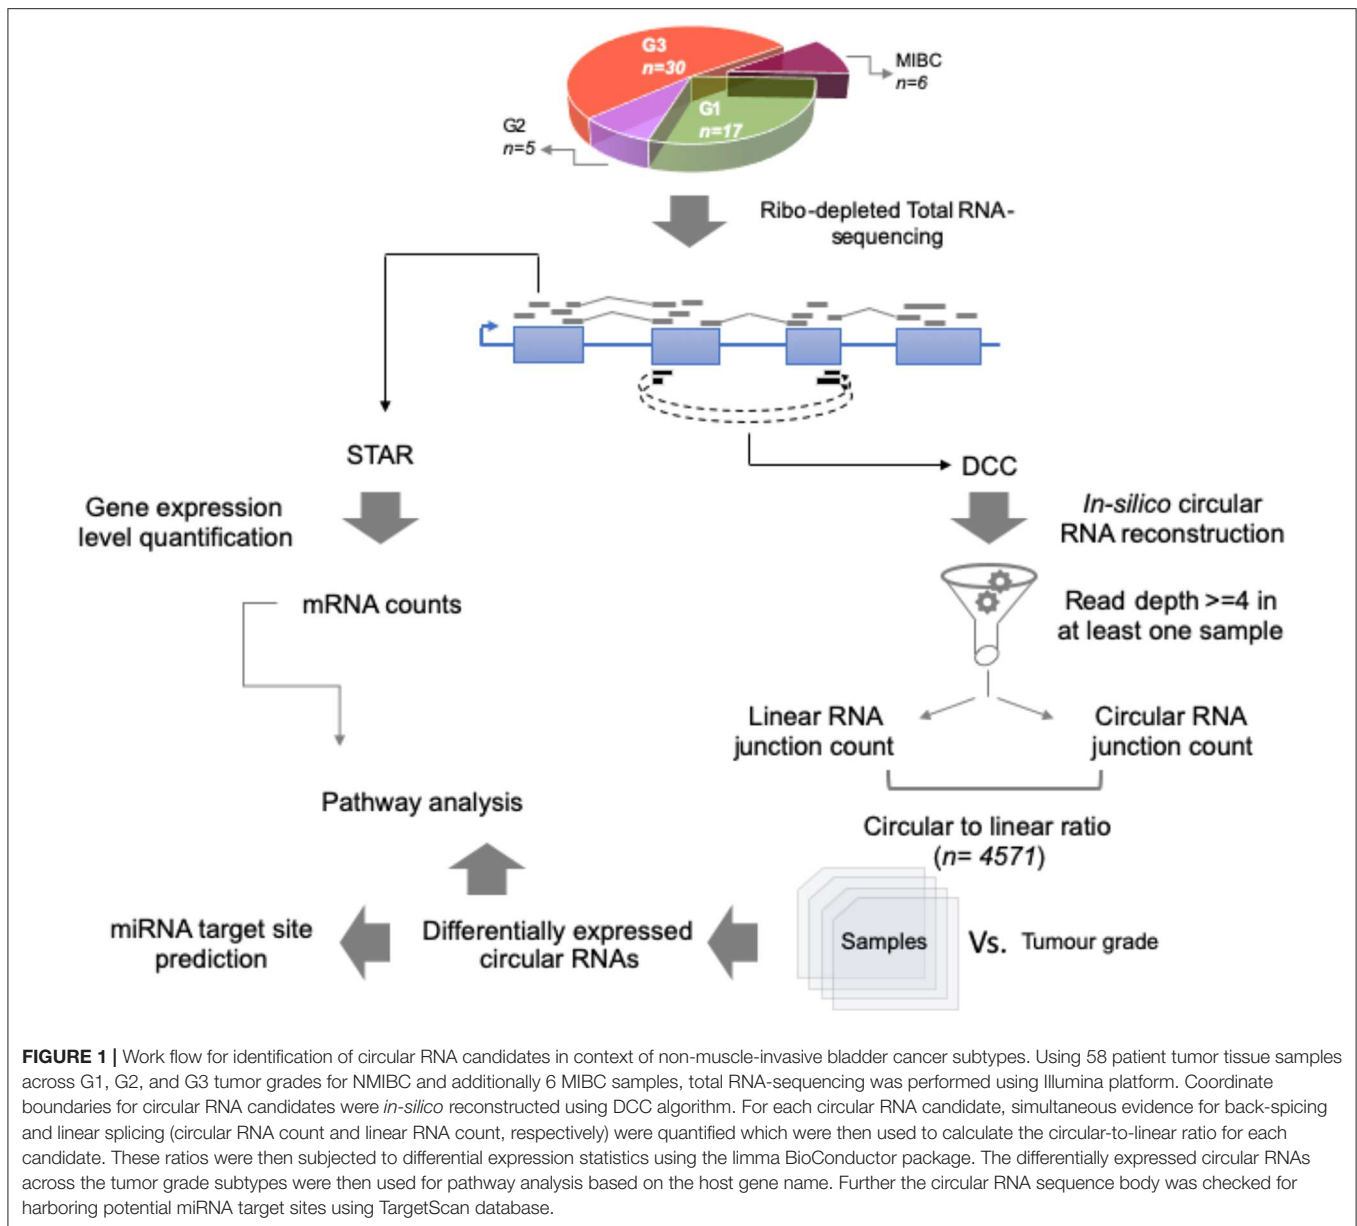 G3
n=30
MIBC
n=6
G1
n=17
G2
n=5
Ribo-depleted Total RNA-
sequencing
STAR
DCC
Gene expression
level quantification
In-silico circular
RNA reconstruction
mRNA counts
Read depth >=4 in
at least one sample
Linear RNA
junction count
Circular RNA
junction count
Pathway analysis
Circular to linear ratio
(n= 4571)
miRNA target site
prediction
Differentially expressed
circular RNAs
Samples
Vs. Tumour grade
FIGURE 1 | Work flow for identification of circular RNA candidates in context of non-muscle-invasive bladder cancer subtypes. Using 58 patient tumor tissue samples
across G1, G2, and G3 tumor grades for NMIBC and additionally 6 MIBC samples, total RNA-sequencing was performed using Illumina platform. Coordinate
boundaries for circular RNA candidates were in-silico reconstructed using DCC algorithm. For each circular RNA candidate, simultaneous evidence for back-spicing
and linear splicing (circular RNA count and linear RNA count, respectively) were quantified which were then used to calculate the circular-to-linear ratio for each
candidate. These ratios were then subjected to differential expression statistics using the limma BioConductor package. The differentially expressed circular RNAs
across the tumor grade subtypes were then used for pathway analysis based on the host gene name. Further the circular RNA sequence body was checked for
harboring potential miRNA target sites using TargetScan database.